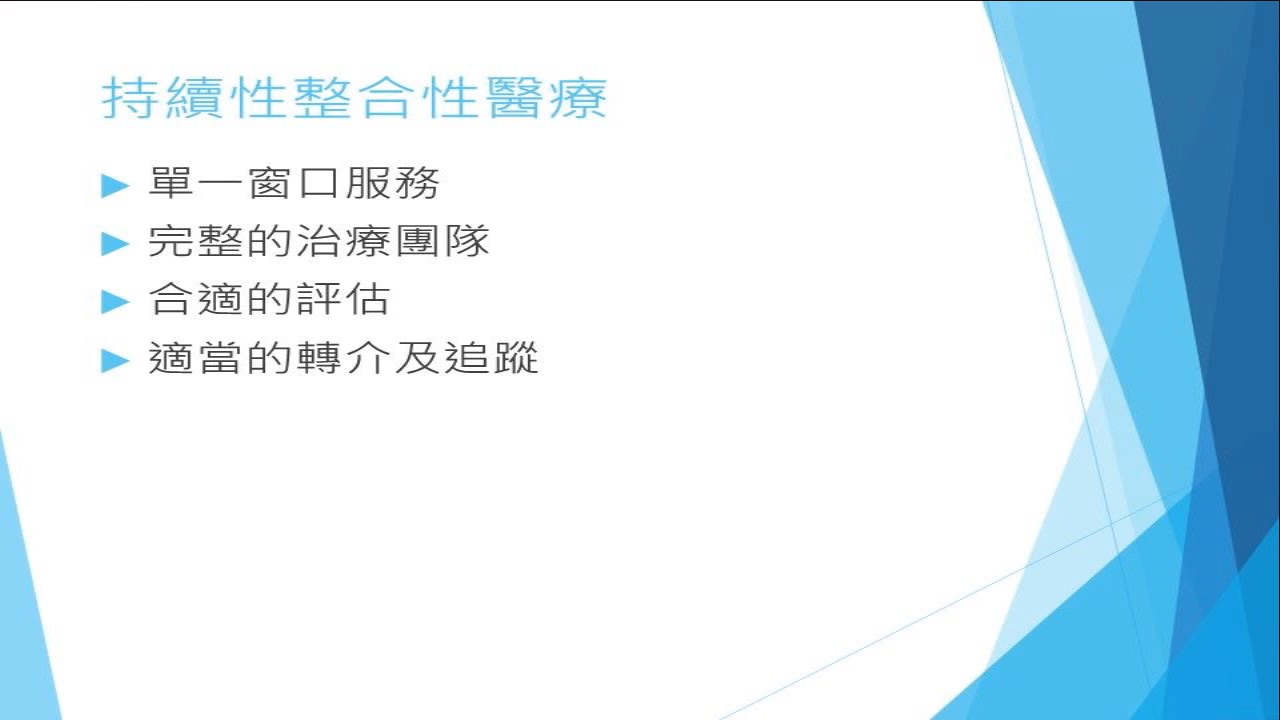 持續性整合性醫療
單一窗口服務
完整的治療團隊
合適的評估
適當的轉介及追蹤